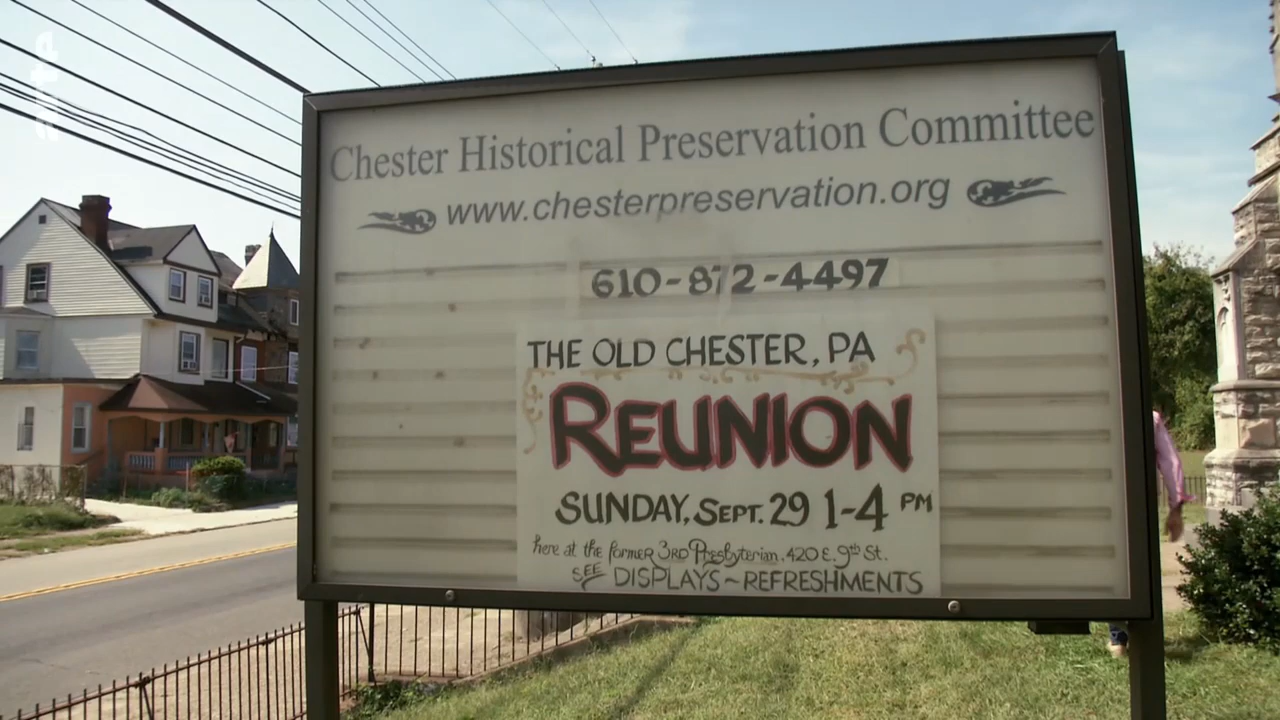 arte
Chester Historical Preservation Committee
www.chesterpreservation.org
610-872-4497
THE OLD CHESTER, PA
REUNION
SUNDAY, SEPT. 29 1-4 PM
here at the former 3RD Presbyterian, 420 E. 9th St.
SEE DISPLAYS~REFRESHMENTS